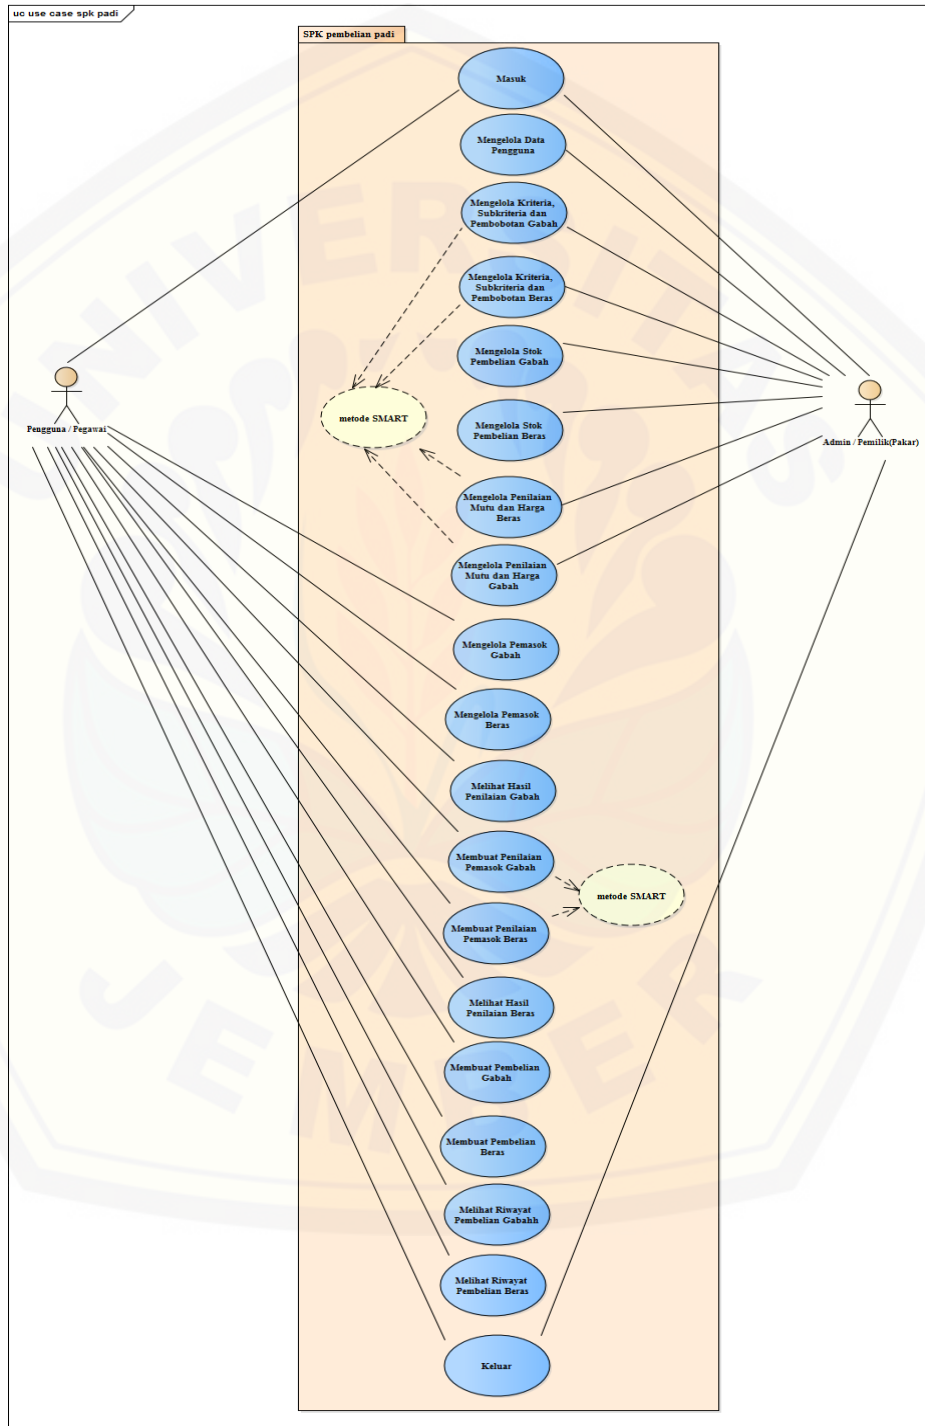 uc use case spk padi
SPK pembelian padi
Masuk
Mengelola Data
Pengguna
Mengelola Kriteria,
Subkriteria dan
Pembobotan Gabah
Mengelola Kriteria,
Subkriteria dan
Pembobotan Beras
Mengelola Stok
Pembelian Gabah
metode SMART
Pengguna / Pegawai
Mengelola Stok
Pembelian Beras
Admin / Pemilik(Pakar)
Mengelola Penilaian
Mutu dan Harga
Beras
Mengelola Penilaian
Mutu dan Harga
Gabah
Mengelola Pemasok
Gabah
Mengelola Pemasok
Beras
Melihat Hasil
Penilaian Gabah
Membuat Penilaian
Pemasok Gabah
metode SMART
Membuat Penilaian
Pemasok Beras
Melihat Hasil
Penilaian Beras
Membuat Pembelian
Gabah
Membuat Pembelian
Beras
Melihat Riwayat
Pembelian Gabahh
Melihat Riwayat
Pembelian Beras
Keluar
UNIVERSITAS
JEMBER